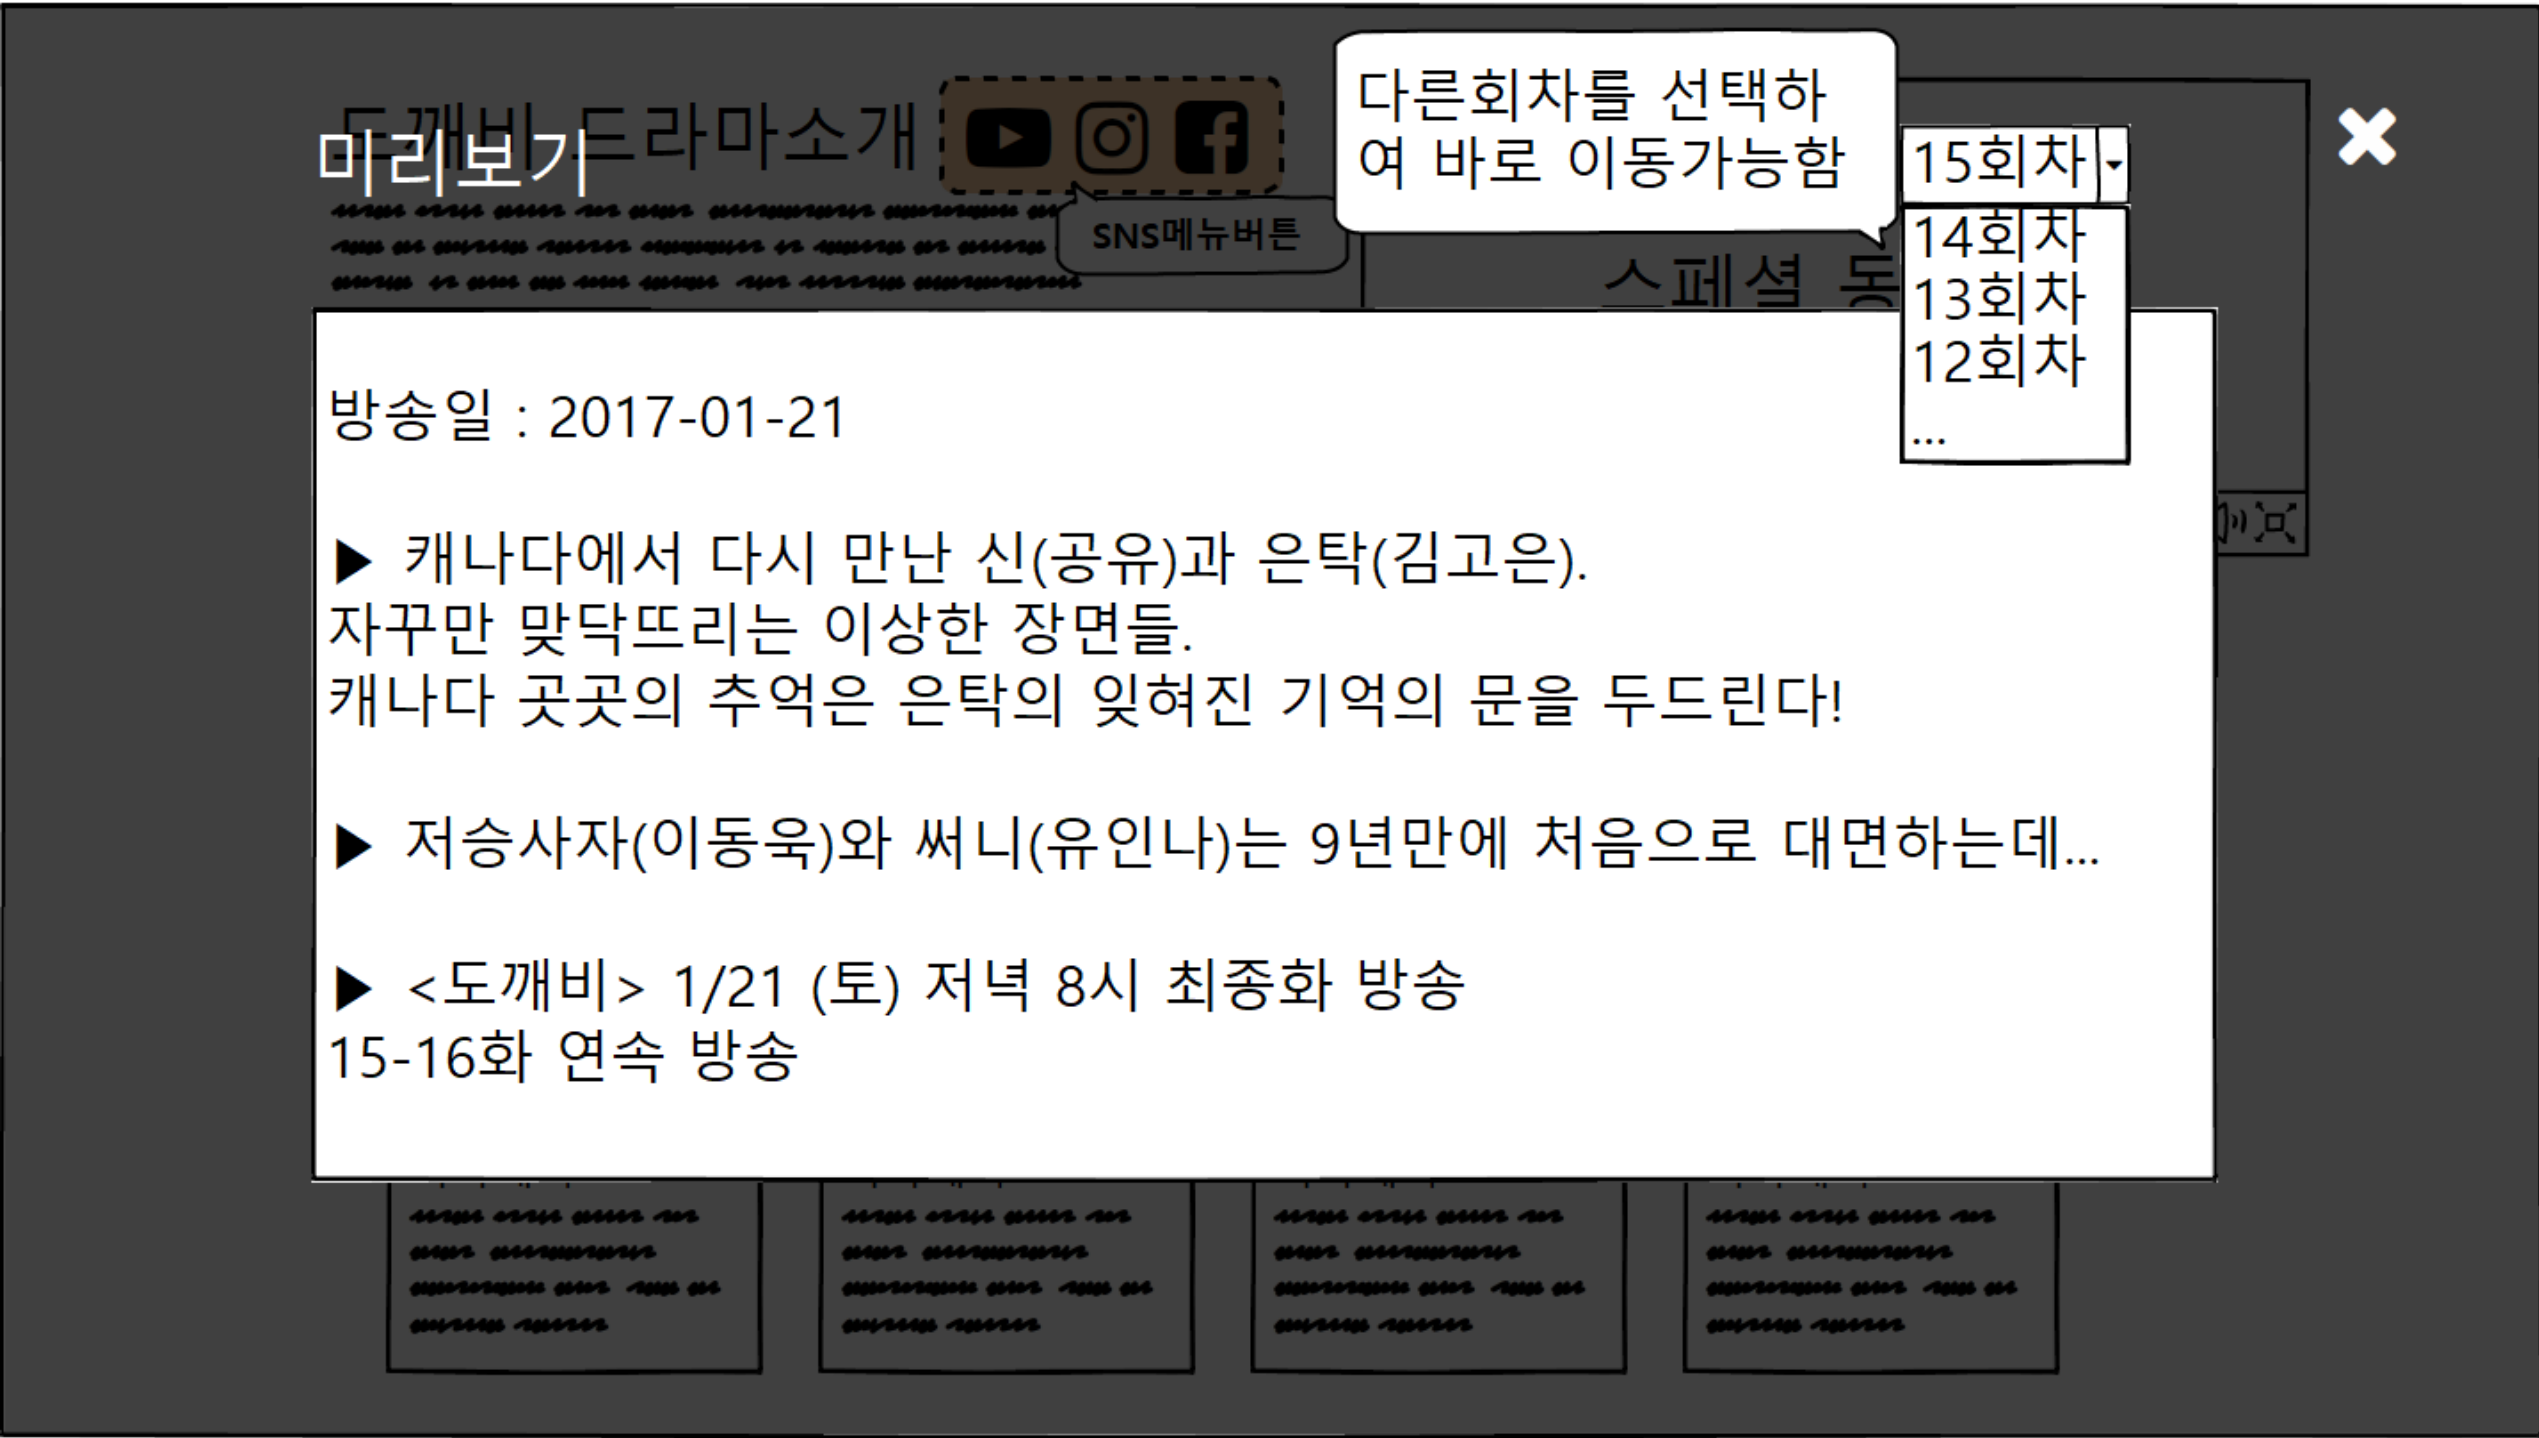 도깨비 드라마소개
미리보기
다른회차를 선택하
여 바로 이동가능함
15회차
14회차
13회차
12회차
...
SNS메뉴버튼
스페셜 동
방송일 : 2017-01-21
▶ 캐나다에서 다시 만난 신(공유)과 은탁(김고은).
자꾸만 맞닥뜨리는 이상한 장면들.
캐나다 곳곳의 추억은 은탁의 잊혀진 기억의 문을 두드린다!
▶ 저승사자(이동욱)와 써니(유인나)는 9년만에 처음으로 대면하는데...
▶ <도깨비> 1/21 (토) 저녁 8시 최종화 방송
15-16화 연속 방송